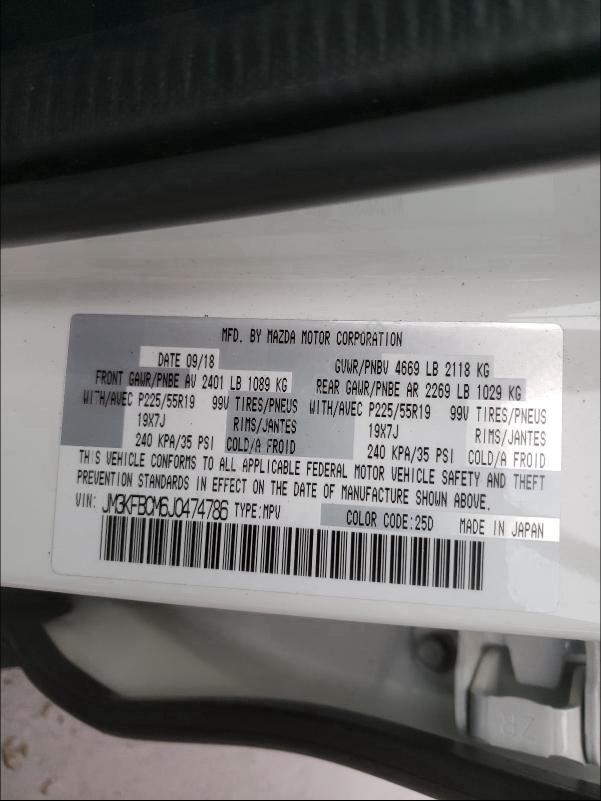 MFD. BY MAZDA MOTOR CORPORATION
DATE 09/18 GVWR/PNBV 4669 LB 2118 KG
FRONT GAWR/PNBE AV 2401 LB 1089 KG REAR GAWR/PNBE AR 2269 LB 1029 KG
WITH/AVEC P225/55R19 99V TIRES/PNEUS WITH/AVEC P225/55R19 99V TIRES/PNEUS
19X7J RIMS/JANTES 19X7J RIMS/JANTES
240 KPA/35 PSI COLD/A FROID 240 KPA/35 PSI COLD/A FROID
THIS VEHICLE CONFORMS TO ALL APPLICABLE FEDERAL MOTOR VEHICLE SAFETY AND THEFT
PREVENTION STANDARDS IN EFFECT ON THE DATE OF MANUFACTURE SHOWN ABOVE.
VIN: JM3KFBCM6J0474786 TYPE:MPV COLOR CODE:25D MADE IN JAPAN
ZR